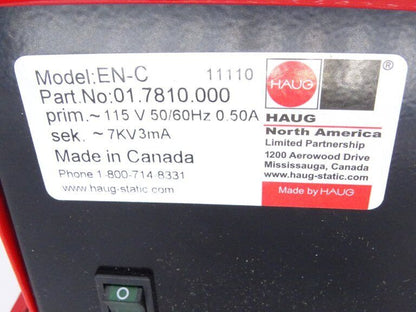 Model:EN-C 11110
Part.No:01.7810.000
prim.~ 115 V 50/60Hz 0.50A
sek. ~ 7KV3mA
Made in Canada
Phone 1-800-714-8331
www.haug-static.com
HAUG
®
HAUG
North America
Limited Partnership
1200 Aerowood Drive
Mississauga, Canada
www.haug-static.com
Made by HAUG
0